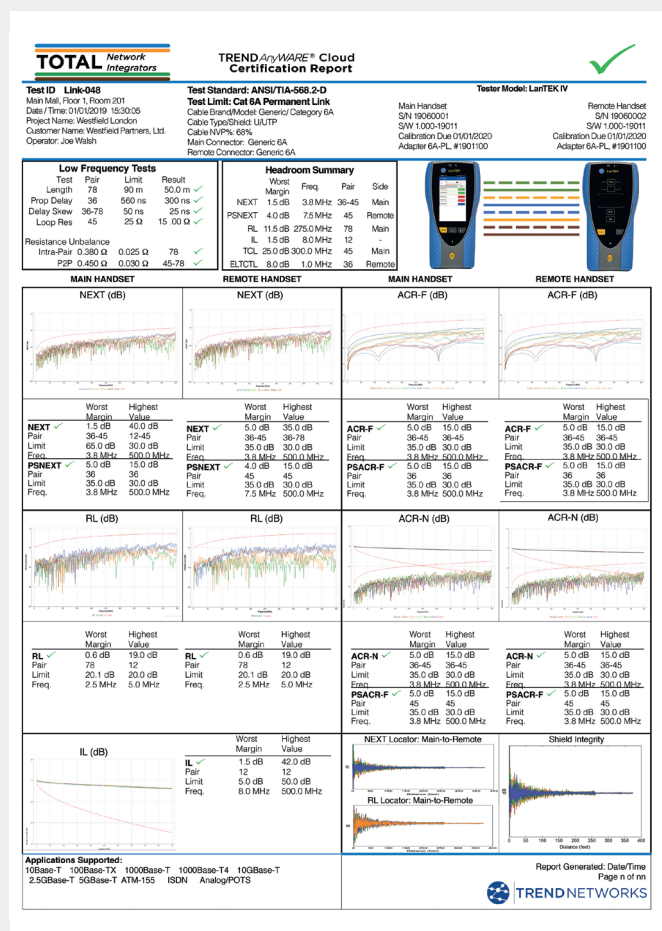 TOTAL Network
Integrators
TREND AnyWARE® Cloud
Certification Report
Test ID Link-048
Main Mall, Floor 1, Room 201
Date / Time: 01/01/2019 15:30:05
Project Name: Westfield London
Customer Name: Westfield Partners, Ltd.
Operator: Joe Walsh
Test Standard: ANSI/TIA-568.2-D
Test Limit: Cat 6A Permanent Link
Cable Brand/Model: Generic/ Category 6A
Cable Type/Shield: U/UTP
Cable NVP%: 68%
Main Connector: Generic 6A
Remote Connector: Generic 6A
Tester Model: LanTEK IV
Main Handset
S/N 19060001
S/W 1.000-19011
Calibration Due 01/01/2020
Adapter 6A-PL, #1901100
Remote Handset
S/N 19060002
S/W 1.000-19011
Calibration Due 01/01/2020
Adapter 6A-PL, #1901100
Low Frequency Tests
Test Pair Limit Result
Length 78 90 m 50.0 m
Prop Delay 36 560 ns 300 ns
Delay Skew 36-78 50 ns 25 ns
Loop Res 45 25 Ω 15 .00 Ω
Resistance Unbalance
Intra-Pair 0.380 Ω 0.025 Ω 78
P2P 0.450 Ω 0.030 Ω 45-78
Headroom Summary
Worst
Margin Freq. Pair Side
NEXT 1.5 dB 3.8 MHz 36-45 Main
PSNEXT 4.0 dB 7.5 MHz 45 Remote
RL 11.5 dB 275.0 MHz 78 Main
IL 1.5 dB 8.0 MHz 12 -
TCL 25.0 dB 300.0 MHz 45 Main
ELTCTL 8.0 dB 1.0 MHz 36 Remote
MAIN HANDSET REMOTE HANDSET MAIN HANDSET REMOTE HANDSET
NEXT (dB) NEXT (dB) ACR-F (dB) ACR-F (dB)
Worst Highest
Margin Value
NEXT 1.5 dB 40.0 dB
Pair 36-45 12-45
Limit 65.0 dB 30.0 dB
Freq. 3.8 MHz 500.0 MHz
PSNEXT 5.0 dB 15.0 dB
Pair 36 36
Limit 35.0 dB 30.0 dB
Freq. 3.8 MHz 500.0 MHz
Worst Highest
Margin Value
NEXT 5.0 dB 35.0 dB
Pair 36-45 36-78
Limit 35.0 dB 30.0 dB
Freq. 3.8 MHz 500.0 MHz
PSNEXT 4.0 dB 15.0 dB
Pair 45 45
Limit 35.0 dB 30.0 dB
Freq. 7.5 MHz 500.0 MHz
Worst Highest
Margin Value
ACR-F 5.0 dB 15.0 dB
Pair 36-45 36-45
Limit 35.0 dB 30.0 dB
Freq. 3.8 MHz 500.0 MHz
PSACR-F 5.0 dB 15.0 dB
Pair 36 36
Limit 35.0 dB 30.0 dB
Freq. 3.8 MHz 500.0 MHz
Worst Highest
Margin Value
ACR-F 5.0 dB 15.0 dB
Pair 36-45 36-45
Limit 35.0 dB 30.0 dB
Freq. 3.8 MHz 500.0 MHz
PSACR-F 5.0 dB 15.0 dB
Pair 36 36
Limit 35.0 dB 30.0 dB
Freq. 3.8 MHz 500.0 MHz
RL (dB) RL (dB) ACR-N (dB) ACR-N (dB)
Worst Highest
Margin Value
RL 0.6 dB 19.0 dB
Pair 78 12
Limit 20.1 dB 20.0 dB
Freq. 2.5 MHz 5.0 MHz
Worst Highest
Margin Value
RL 0.6 dB 19.0 dB
Pair 78 12
Limit 20.1 dB 20.0 dB
Freq. 2.5 MHz 5.0 MHz
Worst Highest
Margin Value
ACR-N 5.0 dB 15.0 dB
Pair 36-45 36-45
Limit 35.0 dB 30.0 dB
Freq. 3.8 MHz 500.0 MHz
PSACR-F 5.0 dB 15.0 dB
Pair 45 45
Limit 35.0 dB 30.0 dB
Freq. 3.8 MHz 500.0 MHz
Worst Highest
Margin Value
ACR-N 5.0 dB 15.0 dB
Pair 36-45 36-45
Limit 35.0 dB 30.0 dB
Freq. 3.8 MHz 500.0 MHz
PSACR-F 5.0 dB 15.0 dB
Pair 45 45
Limit 35.0 dB 30.0 dB
Freq. 3.8 MHz 500.0 MHz
IL (dB)
Worst Highest
Margin Value
IL 1.5 dB 42.0 dB
Pair 12 12
Limit 5.0 dB 50.0 dB
Freq. 8.0 MHz 500.0 MHz
NEXT Locator: Main-to-Remote
RL Locator: Main-to-Remote
Shield Integrity
0 50 100 150 200 250 300 350 400
Distance (feet)
Applications Supported:
10Base-T 100Base-TX 1000Base-T 1000Base-T4 10GBase-T
2.5GBase-T 5GBase-T ATM-155 ISDN Analog/POTS
Report Generated: Date/Time
Page n of nn
TREND NETWORKS